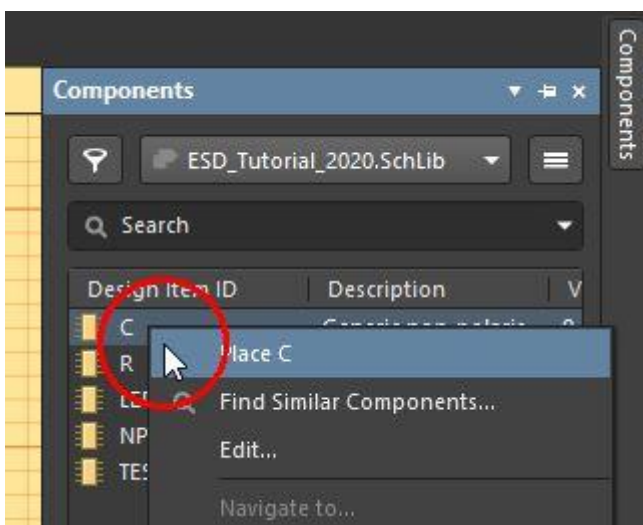 Components
Components
ESD_Tutorial_2020.SchLib
Search
Design Item ID Description V
C
R
NP
Place C
Find Similar Components...
Edit...
Navigate to...